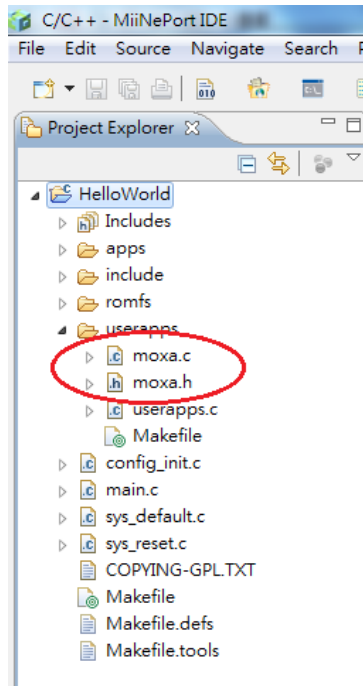 C/C++ - MiiNePort IDE
File Edit Source Navigate Search
Project Explorer
HelloWorld
Includes
apps
include
romfs
userapps
moxa.c
moxa.h
userapps.c
Makefile
config_init.c
main.c
sys_default.c
sys_reset.c
COPYING-GPL.TXT
Makefile
Makefile.defs
Makefile.tools